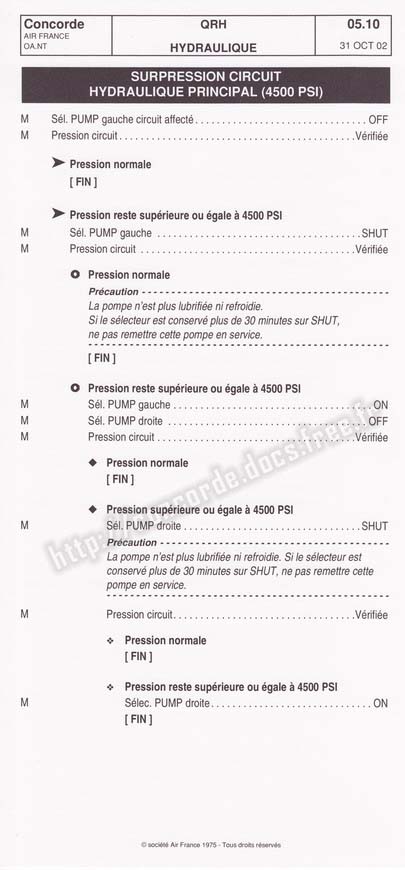 Concorde QRH 05.10
AIR FRANCE
OA.NT HYDRAULIQUE 31 OCT 02
SURPRESSION CIRCUIT
HYDRAULIQUE PRINCIPAL (4500 PSI)
M Sél. PUMP gauche circuit affecté . . . . . . . . . . . . . . . . . . . . . . . . . . . . OFF
M Pression circuit . . . . . . . . . . . . . . . . . . . . . . . . . . . . . . . . . . . . . . Vérifiée
➤ Pression normale
[ FIN ]
➤ Pression reste supérieure ou égale à 4500 PSI
M Sél. PUMP gauche . . . . . . . . . . . . . . . . . . . . . . . . . . . . . . . . . SHUT
M Pression circuit . . . . . . . . . . . . . . . . . . . . . . . . . . . . . . . . . . . Vérifiée
Pression normale
Précaution - - - - - - - - - - - - - - - - - - - - - - - - - - - - - - - - - - - -
La pompe n'est plus lubrifiée ni refroidie.
Si le sélecteur est conservé plus de 30 minutes sur SHUT,
ne pas remettre cette pompe en service.
[ FIN ]
Pression reste supérieure ou égale à 4500 PSI
M Sél. PUMP gauche . . . . . . . . . . . . . . . . . . . . . . . . . . . . . . . . ON
M Sél. PUMP droite . . . . . . . . . . . . . . . . . . . . . . . . . . . . . . . . . OFF
M Pression circuit . . . . . . . . . . . . . . . . . . . . . . . . . . . . . . . . Vérifiée
◆ Pression normale
[ FIN ]
◆ Pression supérieure ou égale à 4500 PSI
M Sél. PUMP droite . . . . . . . . . . . . . . . . . . . . . . . . . . . . SHUT
Précaution - - - - - - - - - - - - - - - - - - - - - - - - - - - - - - - -
La pompe n'est plus lubrifiée ni refroidie. Si le sélecteur est
conservé plus de 30 minutes sur SHUT, ne pas remettre cette
pompe en service.
M Pression circuit . . . . . . . . . . . . . . . . . . . . . . . . . . . . . Vérifiée
❖ Pression normale
[ FIN ]
❖ Pression reste supérieure ou égale à 4500 PSI
M Sélec. PUMP droite . . . . . . . . . . . . . . . . . . . . . . . . . . ON
[ FIN ]
© société Air France 1975 - Tous droits réservés